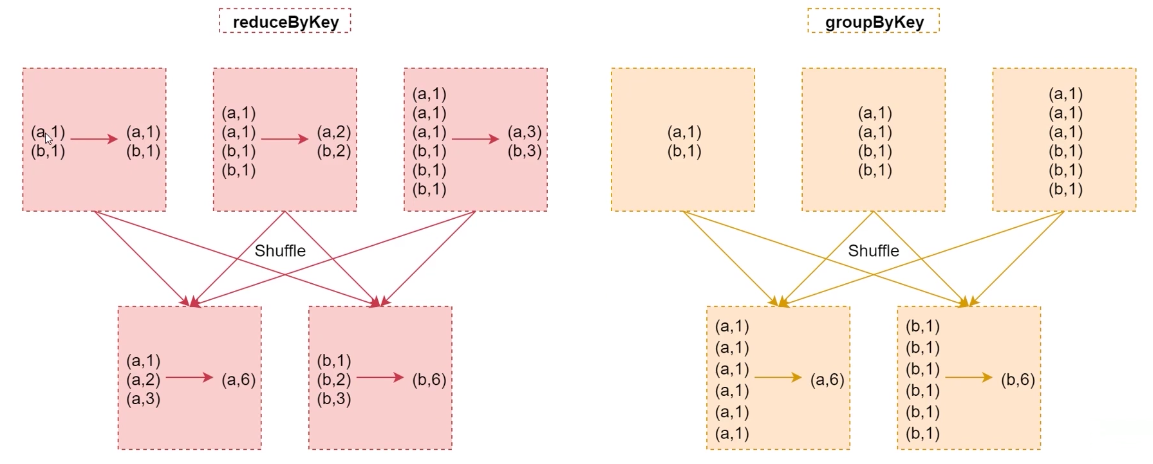 reduceByKey
(a,1)
(b,1)
(a,1)
(b,1)
(a,1)
(a,1)
(b,1)
(b,1)
(a,2)
(b,2)
(a,1)
(a,1)
(a,1)
(b,1)
(b,1)
(b,1)
(a,3)
(b,3)
Shuffle
(a,1)
(a,2)
(a,3)
(a,6)
(b,1)
(b,2)
(b,3)
(b,6)
groupByKey
(a,1)
(b,1)
(a,1)
(a,1)
(b,1)
(b,1)
(a,1)
(a,1)
(a,1)
(b,1)
(b,1)
(b,1)
Shuffle
(a,1)
(a,1)
(a,1)
(a,1)
(a,1)
(a,1)
(a,6)
(b,1)
(b,1)
(b,1)
(b,1)
(b,1)
(b,1)
(b,6)